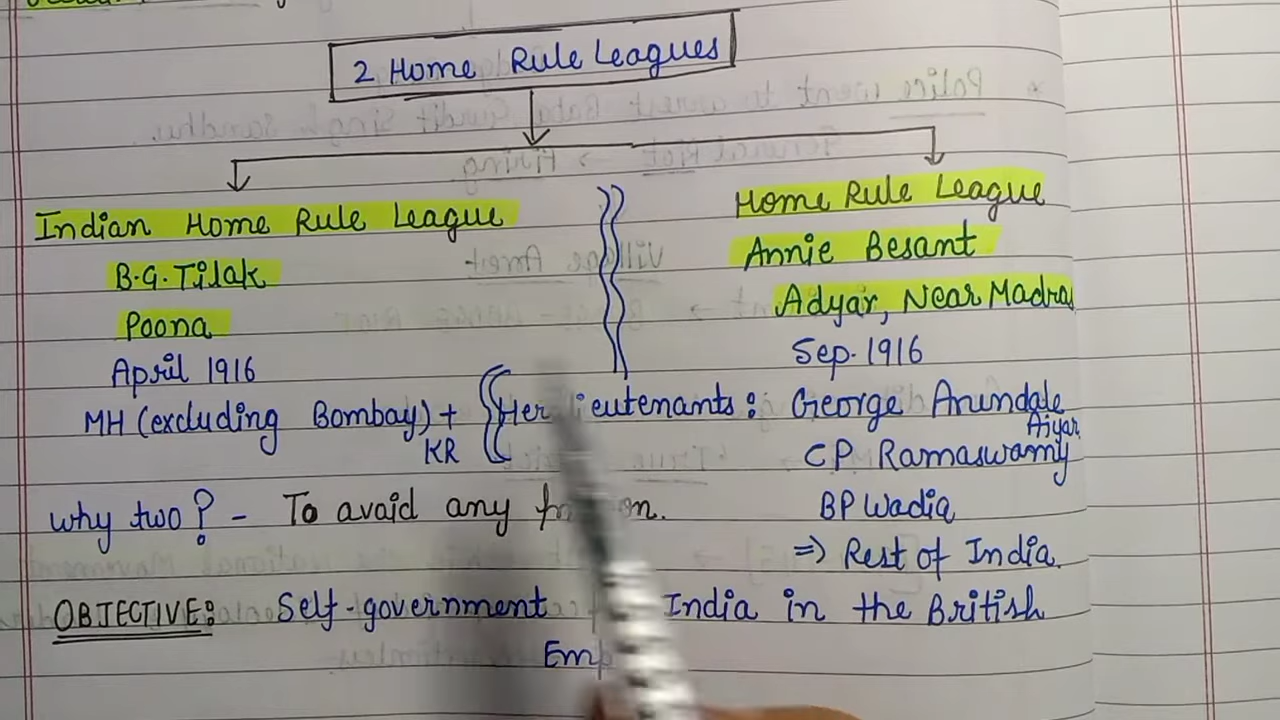 2 Home Rule Leagues
Indian Home Rule League
B.G. Tilak
Poona
April 1916
MH (excluding Bombay) +
KR
Home Rule League
Annie Besant
Adyar, Near Madras
Sep. 1916
Her lieutenants : George Arundale
CP Ramaswamy Aiyar
BP Wadia
⇒ Rest of India
why two? - To avoid any
OBJECTIVE: Self-government India in the British